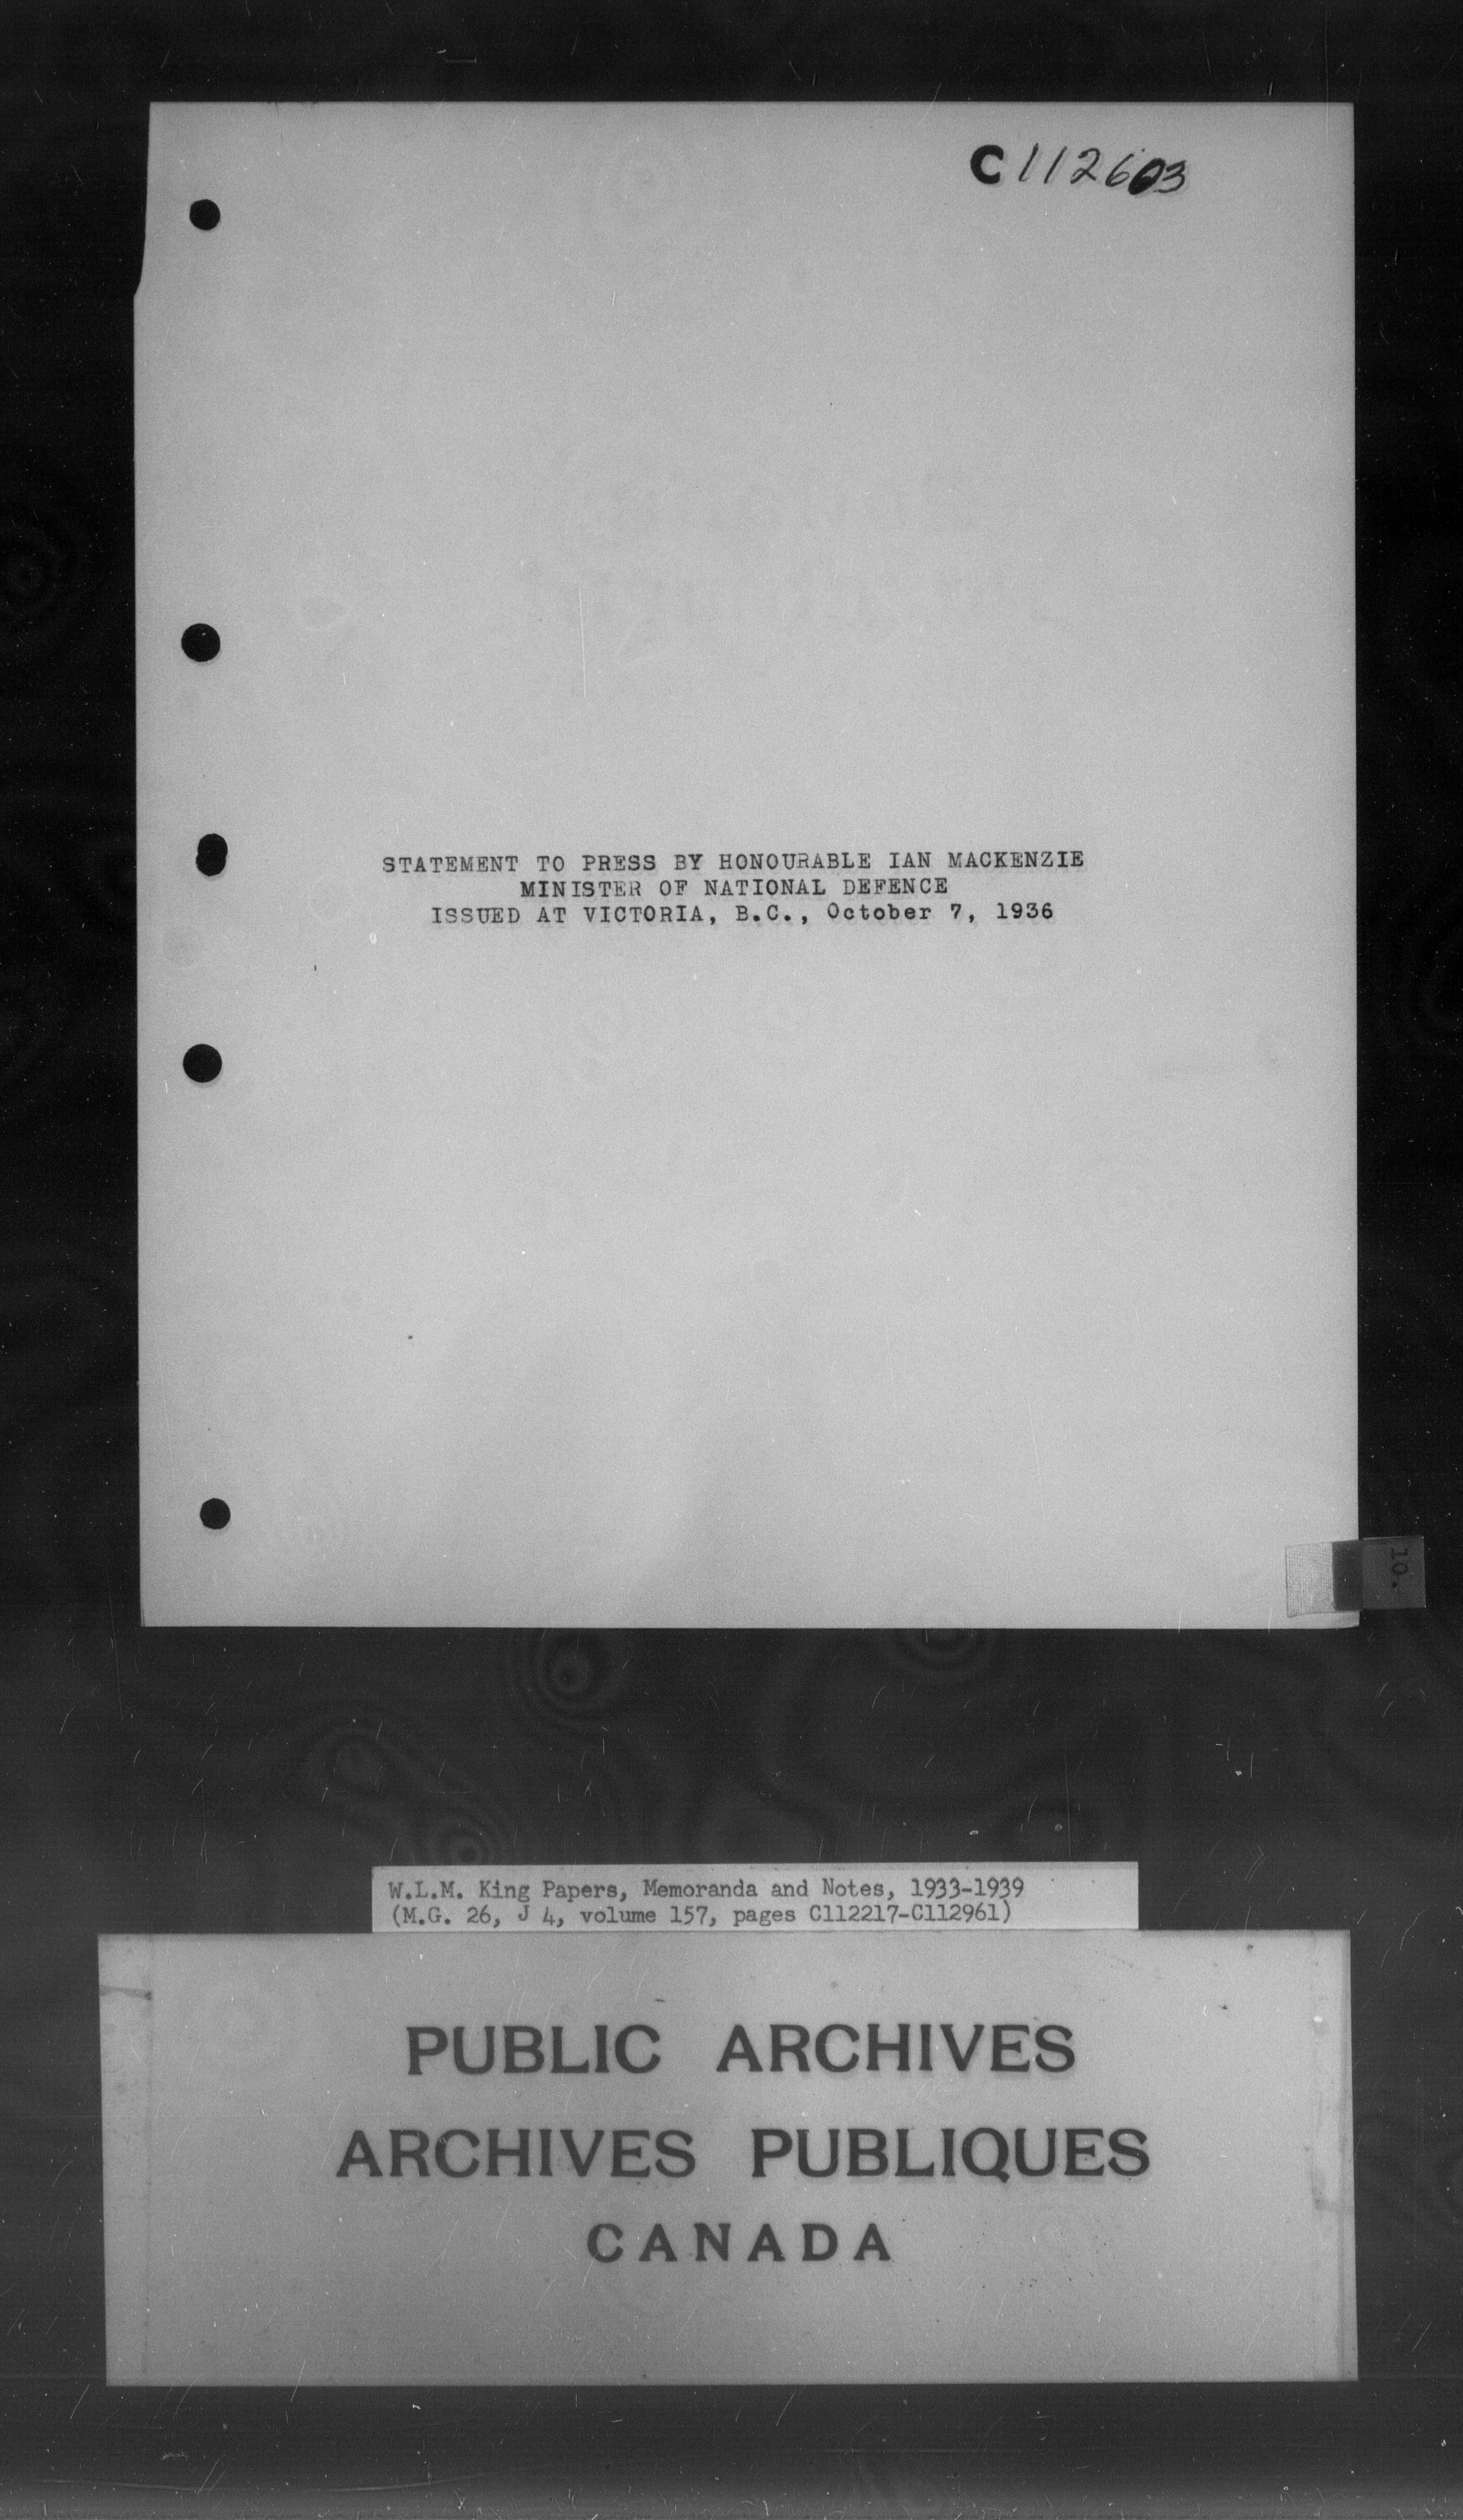 C112603
STATEMENT TO PRESS BY HONOURABLE IAN MACKENZIE
MINISTER OF NATIONAL DEFENCE
ISSUED AT VICTORIA, B.C., October 7, 1936
10.
W.L.M. King Papers, Memoranda and Notes, 1933-1939
(M.G. 26, J 4, volume 157, pages C112217-C112961)
PUBLIC ARCHIVES
ARCHIVES PUBLIQUES
CANADA